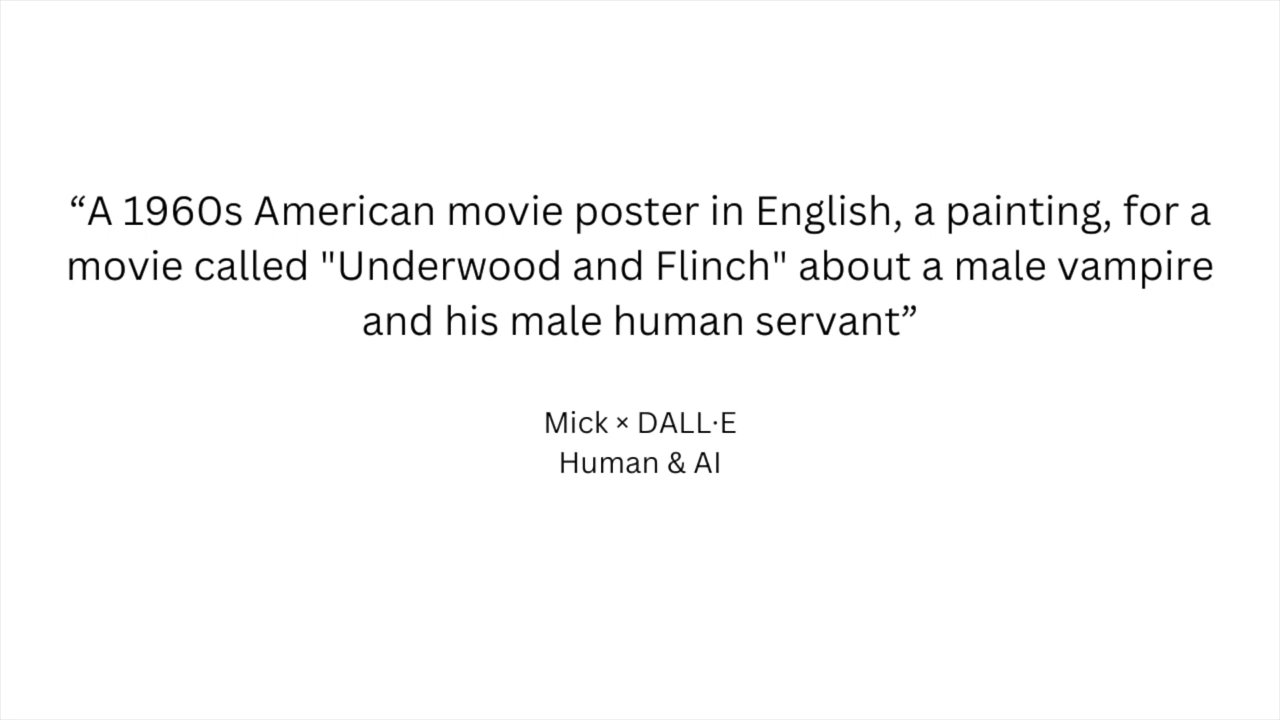 “A 1960s American movie poster in English, a painting, for a
movie called "Underwood and Flinch" about a male vampire
and his male human servant”
Mick × DALL·E
Human & AI